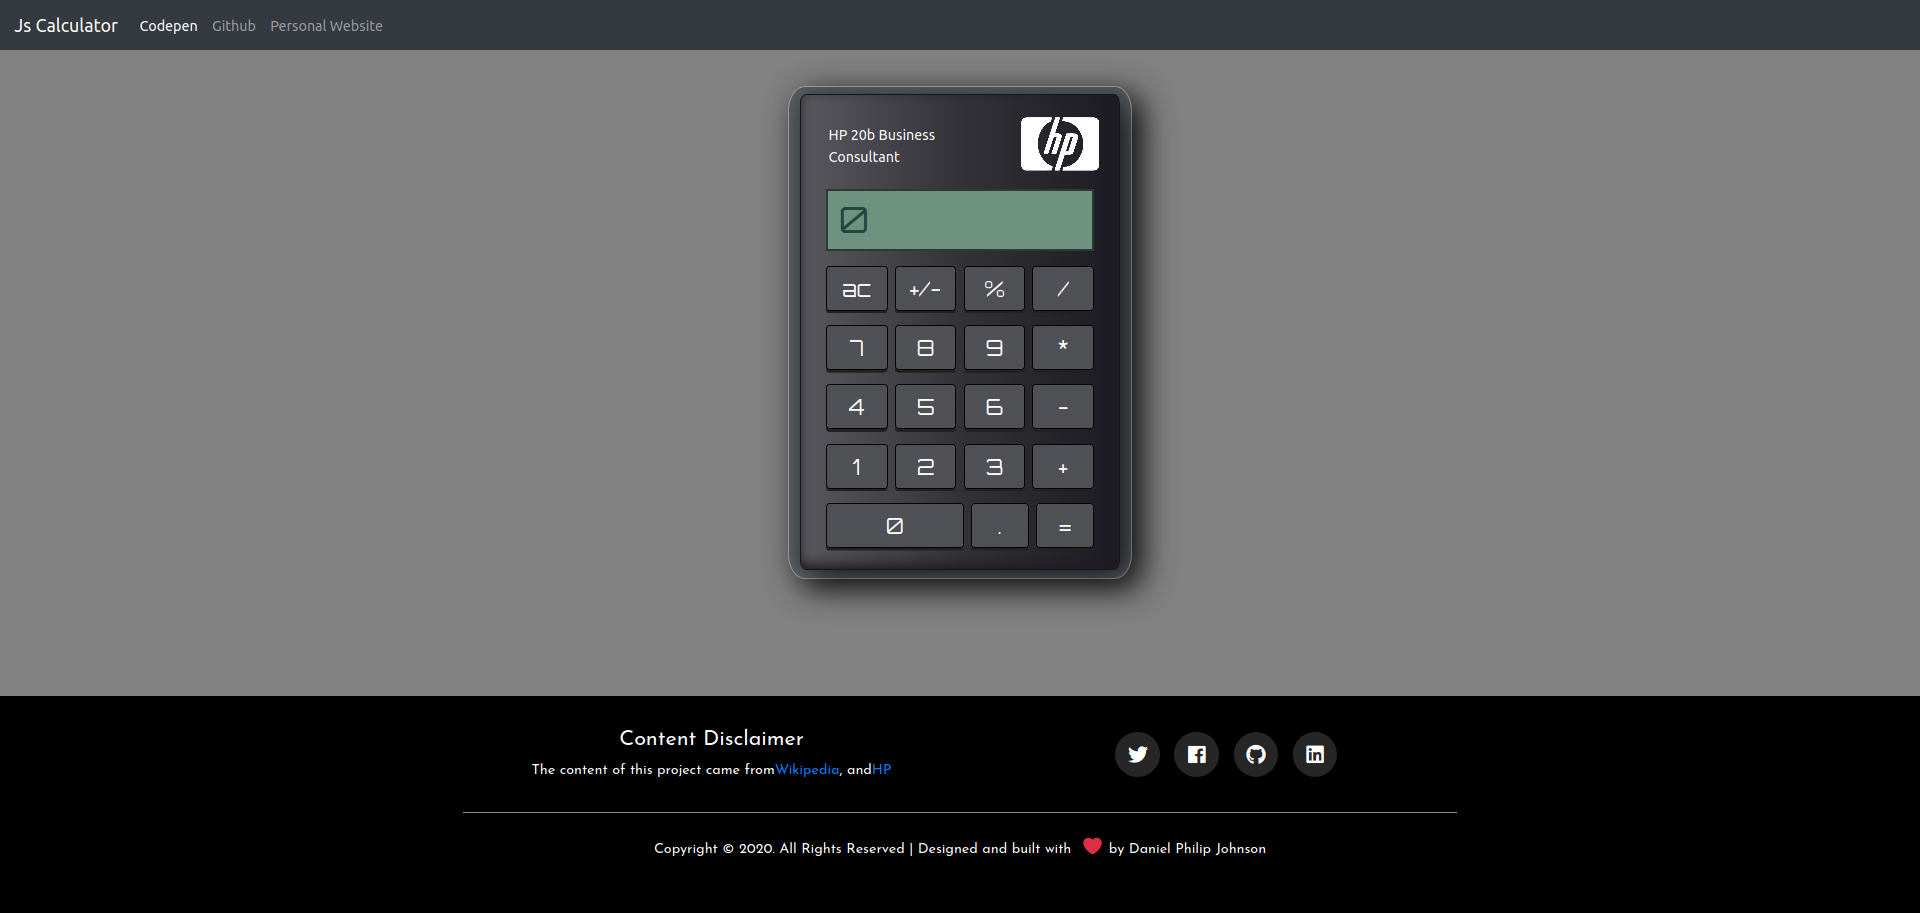 Js Calculator Codepen Github Personal Website
HP 20b Business
Consultant
hp
0
ac +/- % /
7 8 9 *
4 5 6 -
1 2 3 +
0 . =
Content Disclaimer
The content of this project came fromWikipedia, andHP
Copyright © 2020. All Rights Reserved | Designed and built with ❤ by Daniel Philip Johnson